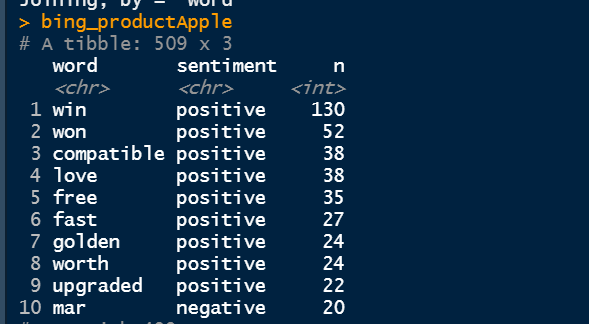 Joining, by = "word"
> bing_productApple
# A tibble: 509 x 3
word sentiment n
<chr> <chr> <int>
1 win positive 130
2 won positive 52
3 compatible positive 38
4 love positive 38
5 free positive 35
6 fast positive 27
7 golden positive 24
8 worth positive 24
9 upgraded positive 22
10 mar negative 20